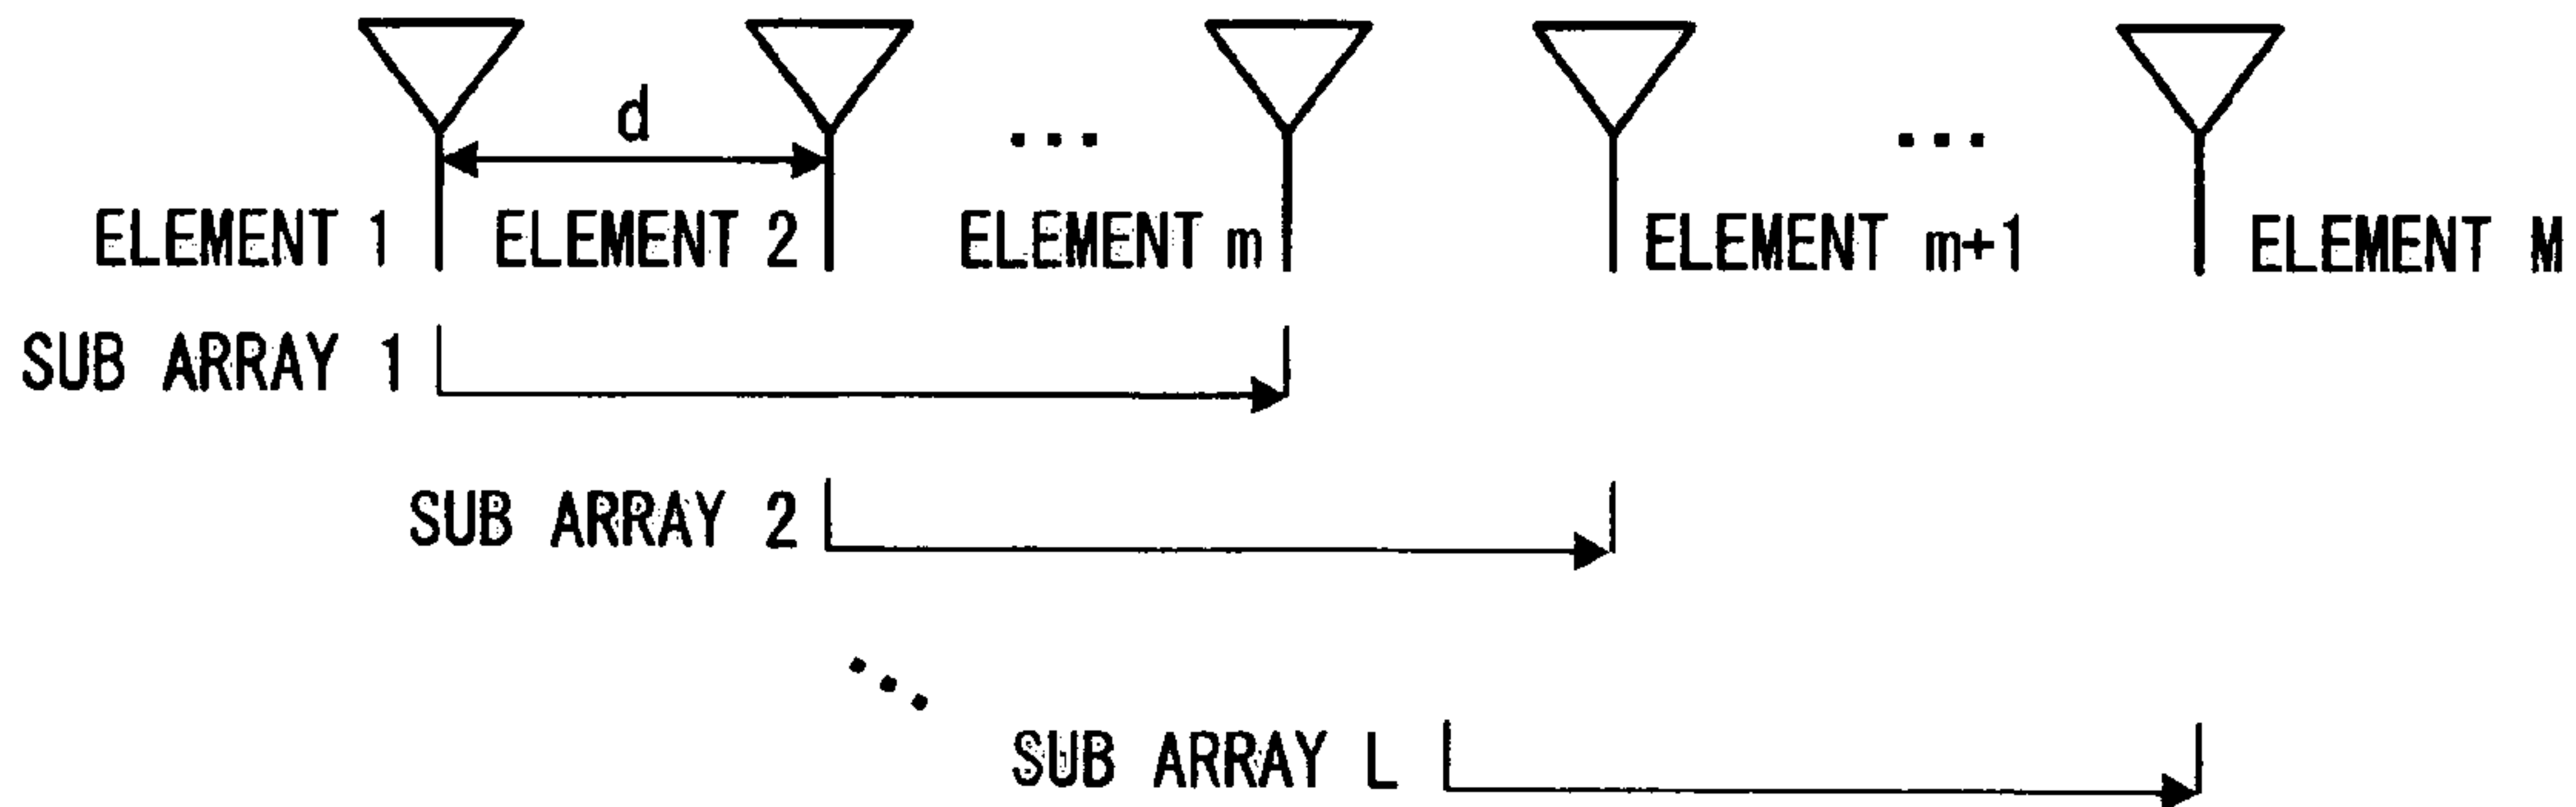 d
...
...
ELEMENT 1 ELEMENT 2 ELEMENT m ELEMENT m+1 ELEMENT M
SUB ARRAY 1
SUB ARRAY 2
...
SUB ARRAY L